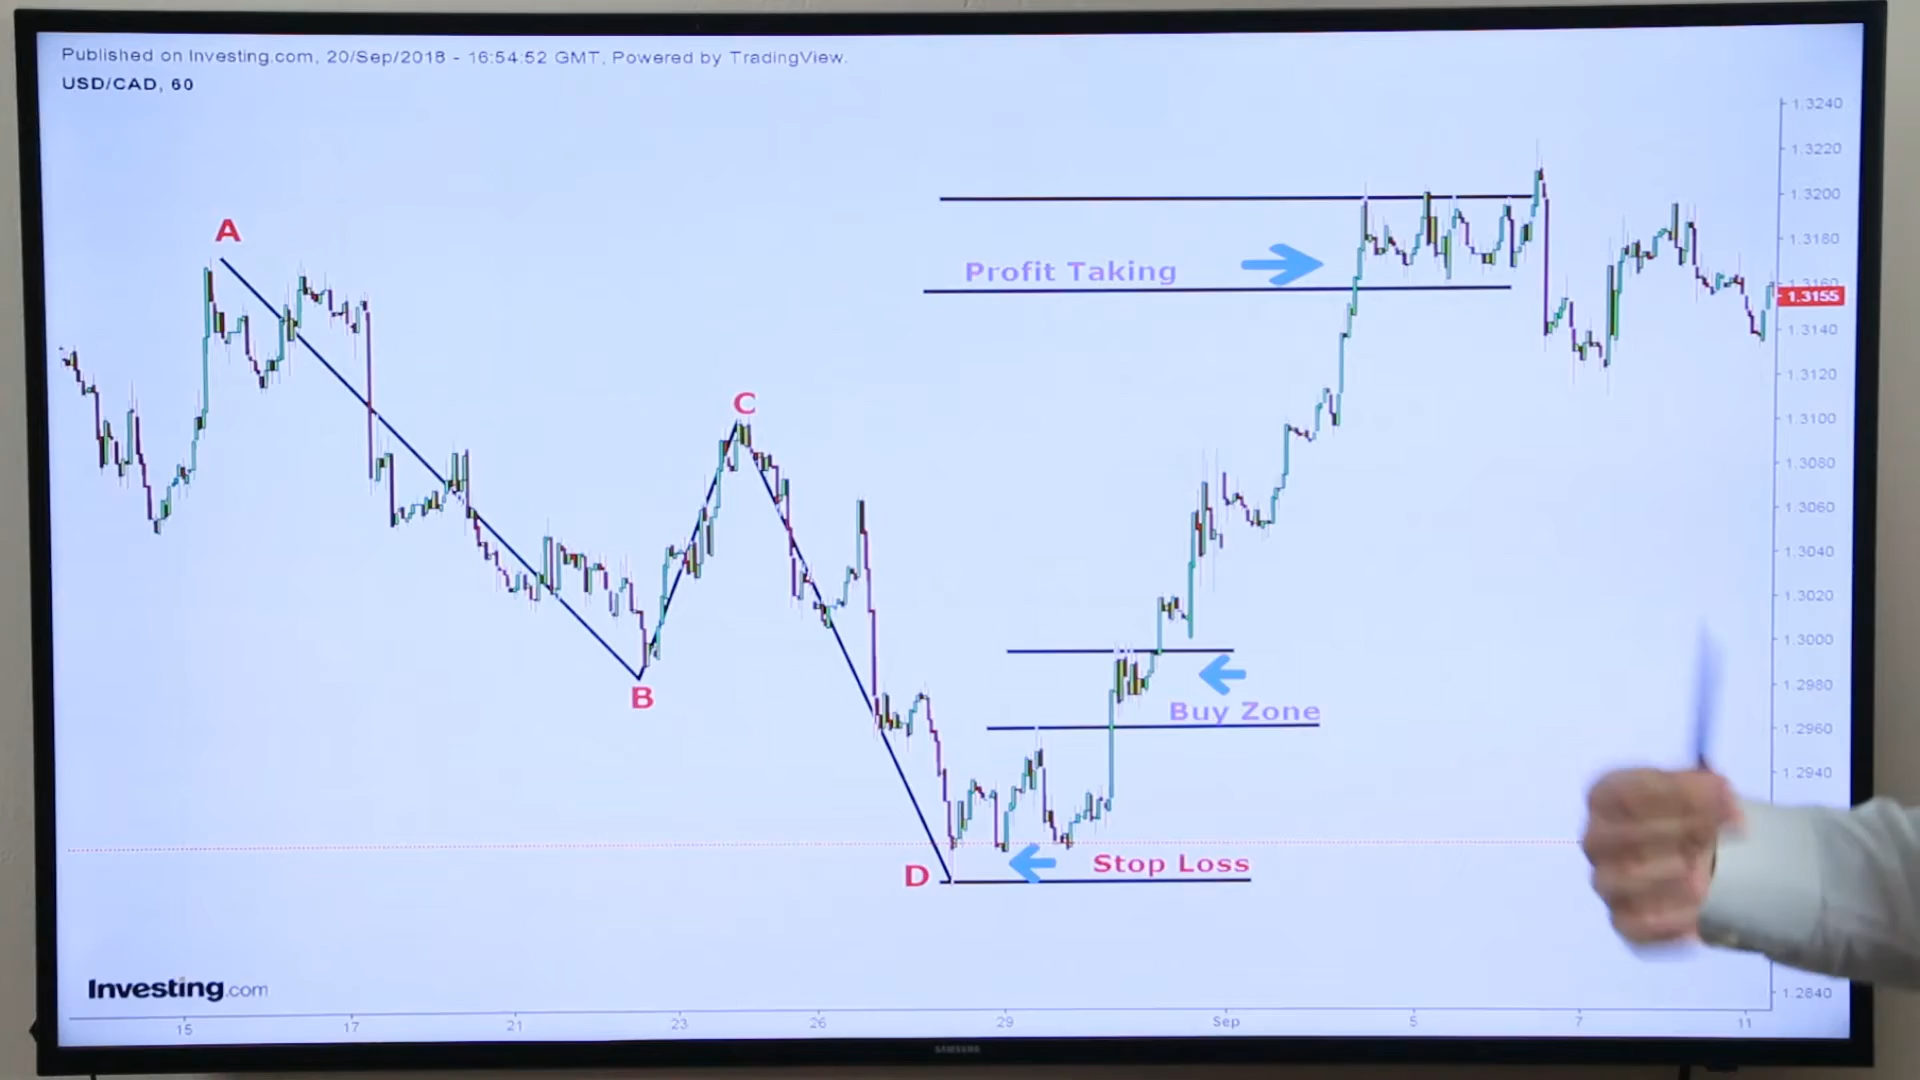 Published on Investing.com, 20/Sep/2018 - 16:54:52 GMT, Powered by TradingView.
USD/CAD, 60
1.3240
1.3220
1.3200
A
1.3180
Profit Taking
1.3160
1.3155
1.3140
1.3120
C
1.3100
1.3080
1.3060
1.3040
1.3020
1.3000
1.2980
B
Buy Zone
1.2960
1.2940
Stop Loss
D
Investing.com
1.2840
15 17 21 23 26 29 Sep 5 7 11
SAMSUNG